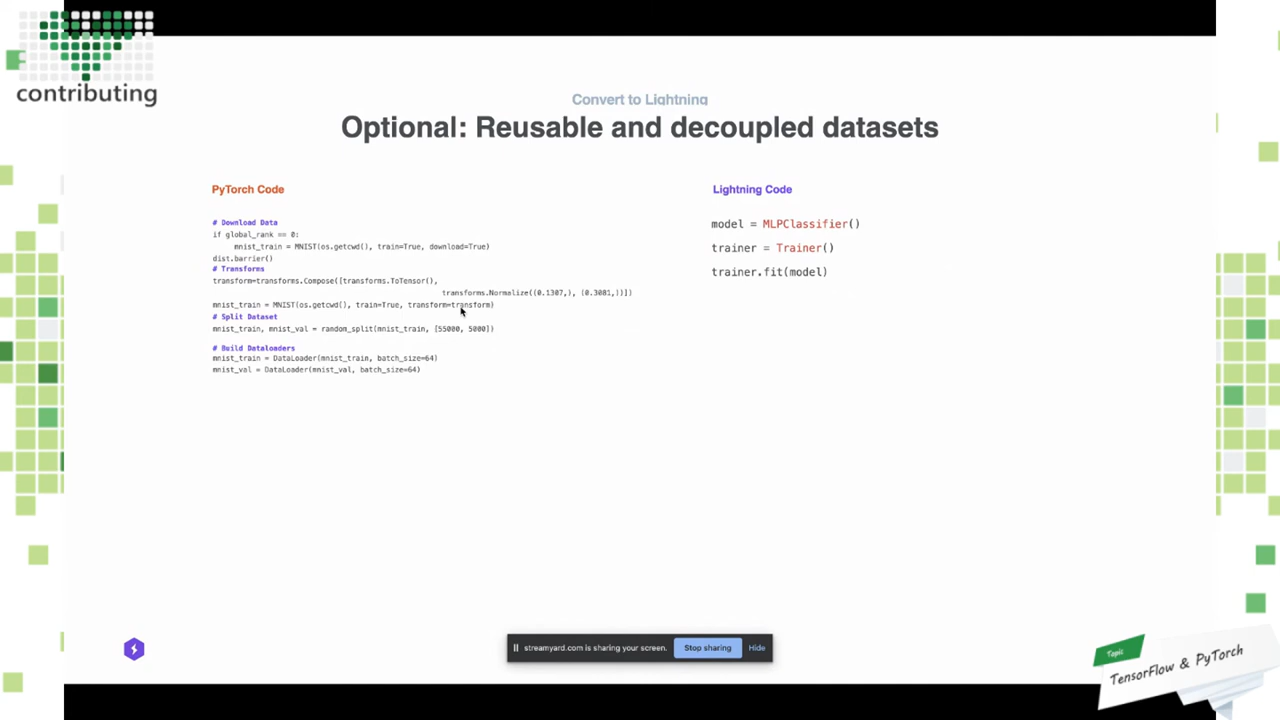 contributing
Convert to Lightning
Optional: Reusable and decoupled datasets
PyTorch Code
# Download Data
if global_rank == 0:
mnist_train = MNIST(os.getcwd(), train=True, download=True)
dist.barrier()
# Transforms
transform=transforms.Compose([transforms.ToTensor(),
transforms.Normalize((0.1307,), (0.3081,))])
mnist_train = MNIST(os.getcwd(), train=True, transform=transform)
# Split Dataset
mnist_train, mnist_val = random_split(mnist_train, [55000, 5000])
# Build Dataloaders
mnist_train = DataLoader(mnist_train, batch_size=64)
mnist_val = DataLoader(mnist_val, batch_size=64)
Lightning Code
model = MLPClassifier()
trainer = Trainer()
trainer.fit(model)
streamyard.com is sharing your screen.
Stop sharing
Hide
Topic
TensorFlow & PyTorch